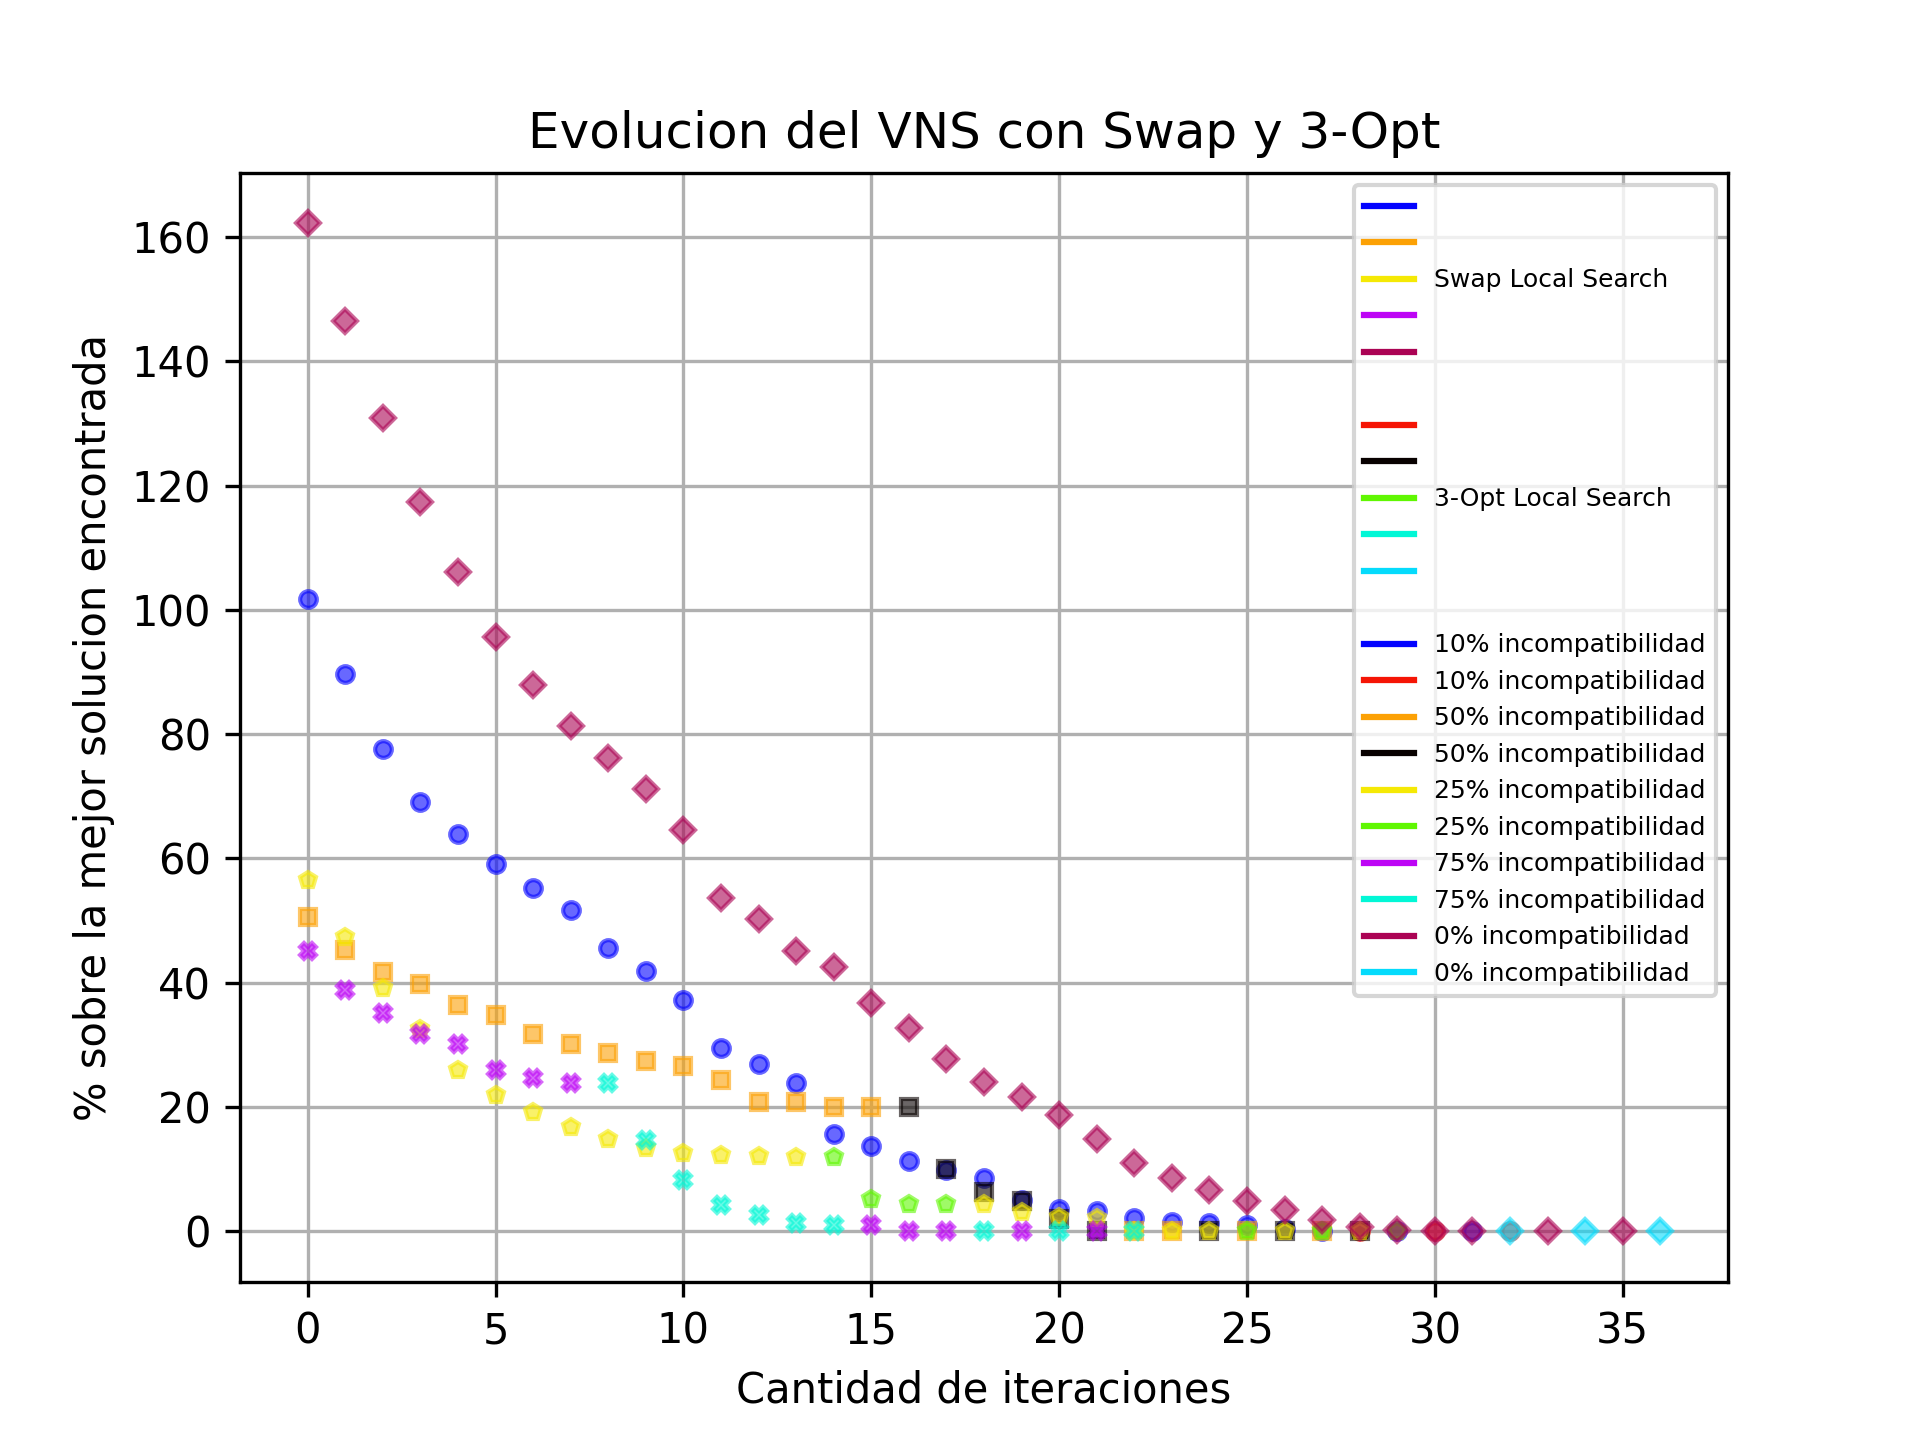 Evolucion del VNS con Swap y 3-Opt
% sobre la mejor solucion encontrada
160
140
120
100
80
60
40
20
0
Swap Local Search
3-Opt Local Search
10% incompatibilidad
10% incompatibilidad
50% incompatibilidad
50% incompatibilidad
25% incompatibilidad
25% incompatibilidad
75% incompatibilidad
75% incompatibilidad
0% incompatibilidad
0% incompatibilidad
0 5 10 15 20 25 30 35
Cantidad de iteraciones